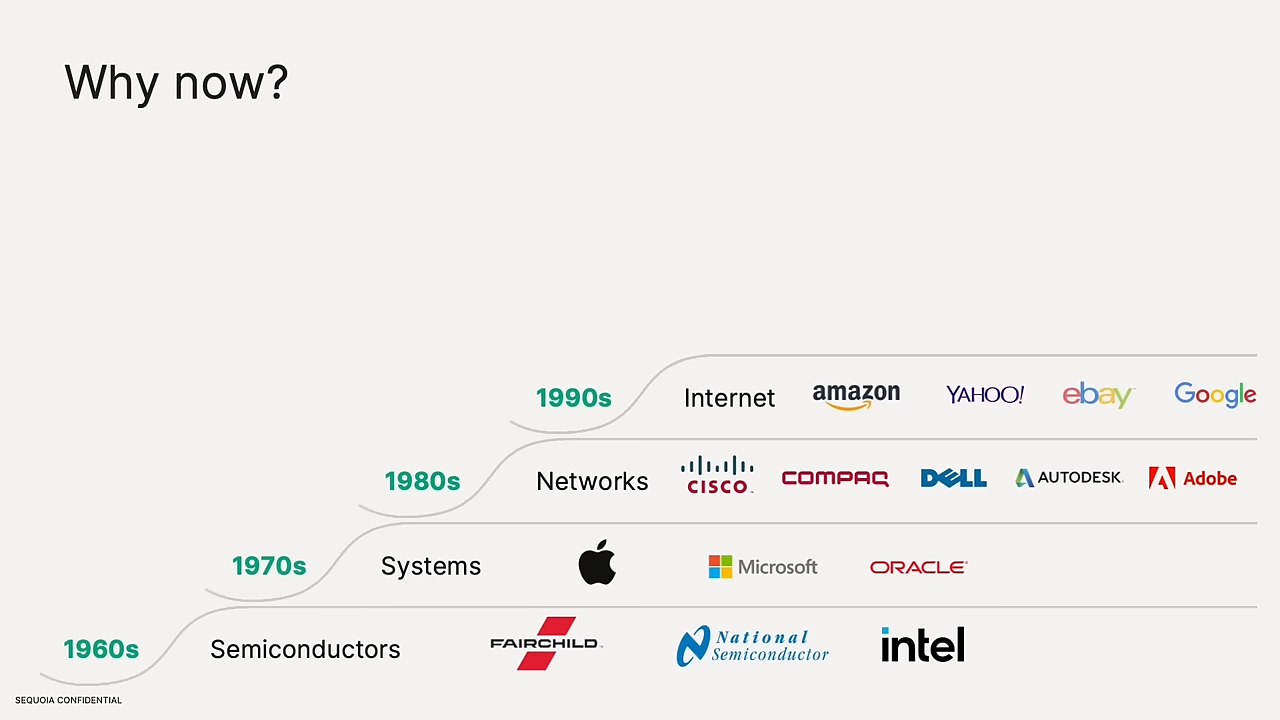 Why now?
1990s Internet amazon YAHOO! ebay Google
1980s Networks CISCO COMPAQ DELL AUTODESK Adobe
1970s Systems Microsoft ORACLE
1960s Semiconductors FAIRCHILD National Semiconductor intel
SEQUOIA CONFIDENTIAL